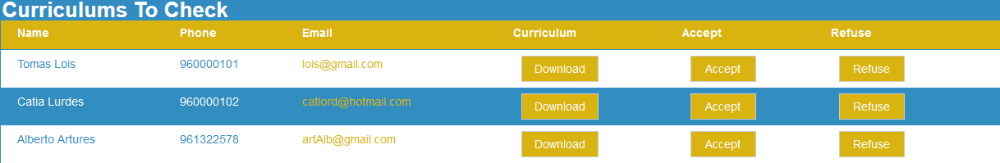 Curriculums To Check
Name Phone Email Curriculum Accept Refuse
Tomas Lois 960000101 lois@gmail.com Download Accept Refuse
Catia Lurdes 960000102 catlord@hotmail.com Download Accept Refuse
Alberto Artures 961322578 artAlb@gmail.com Download Accept Refuse